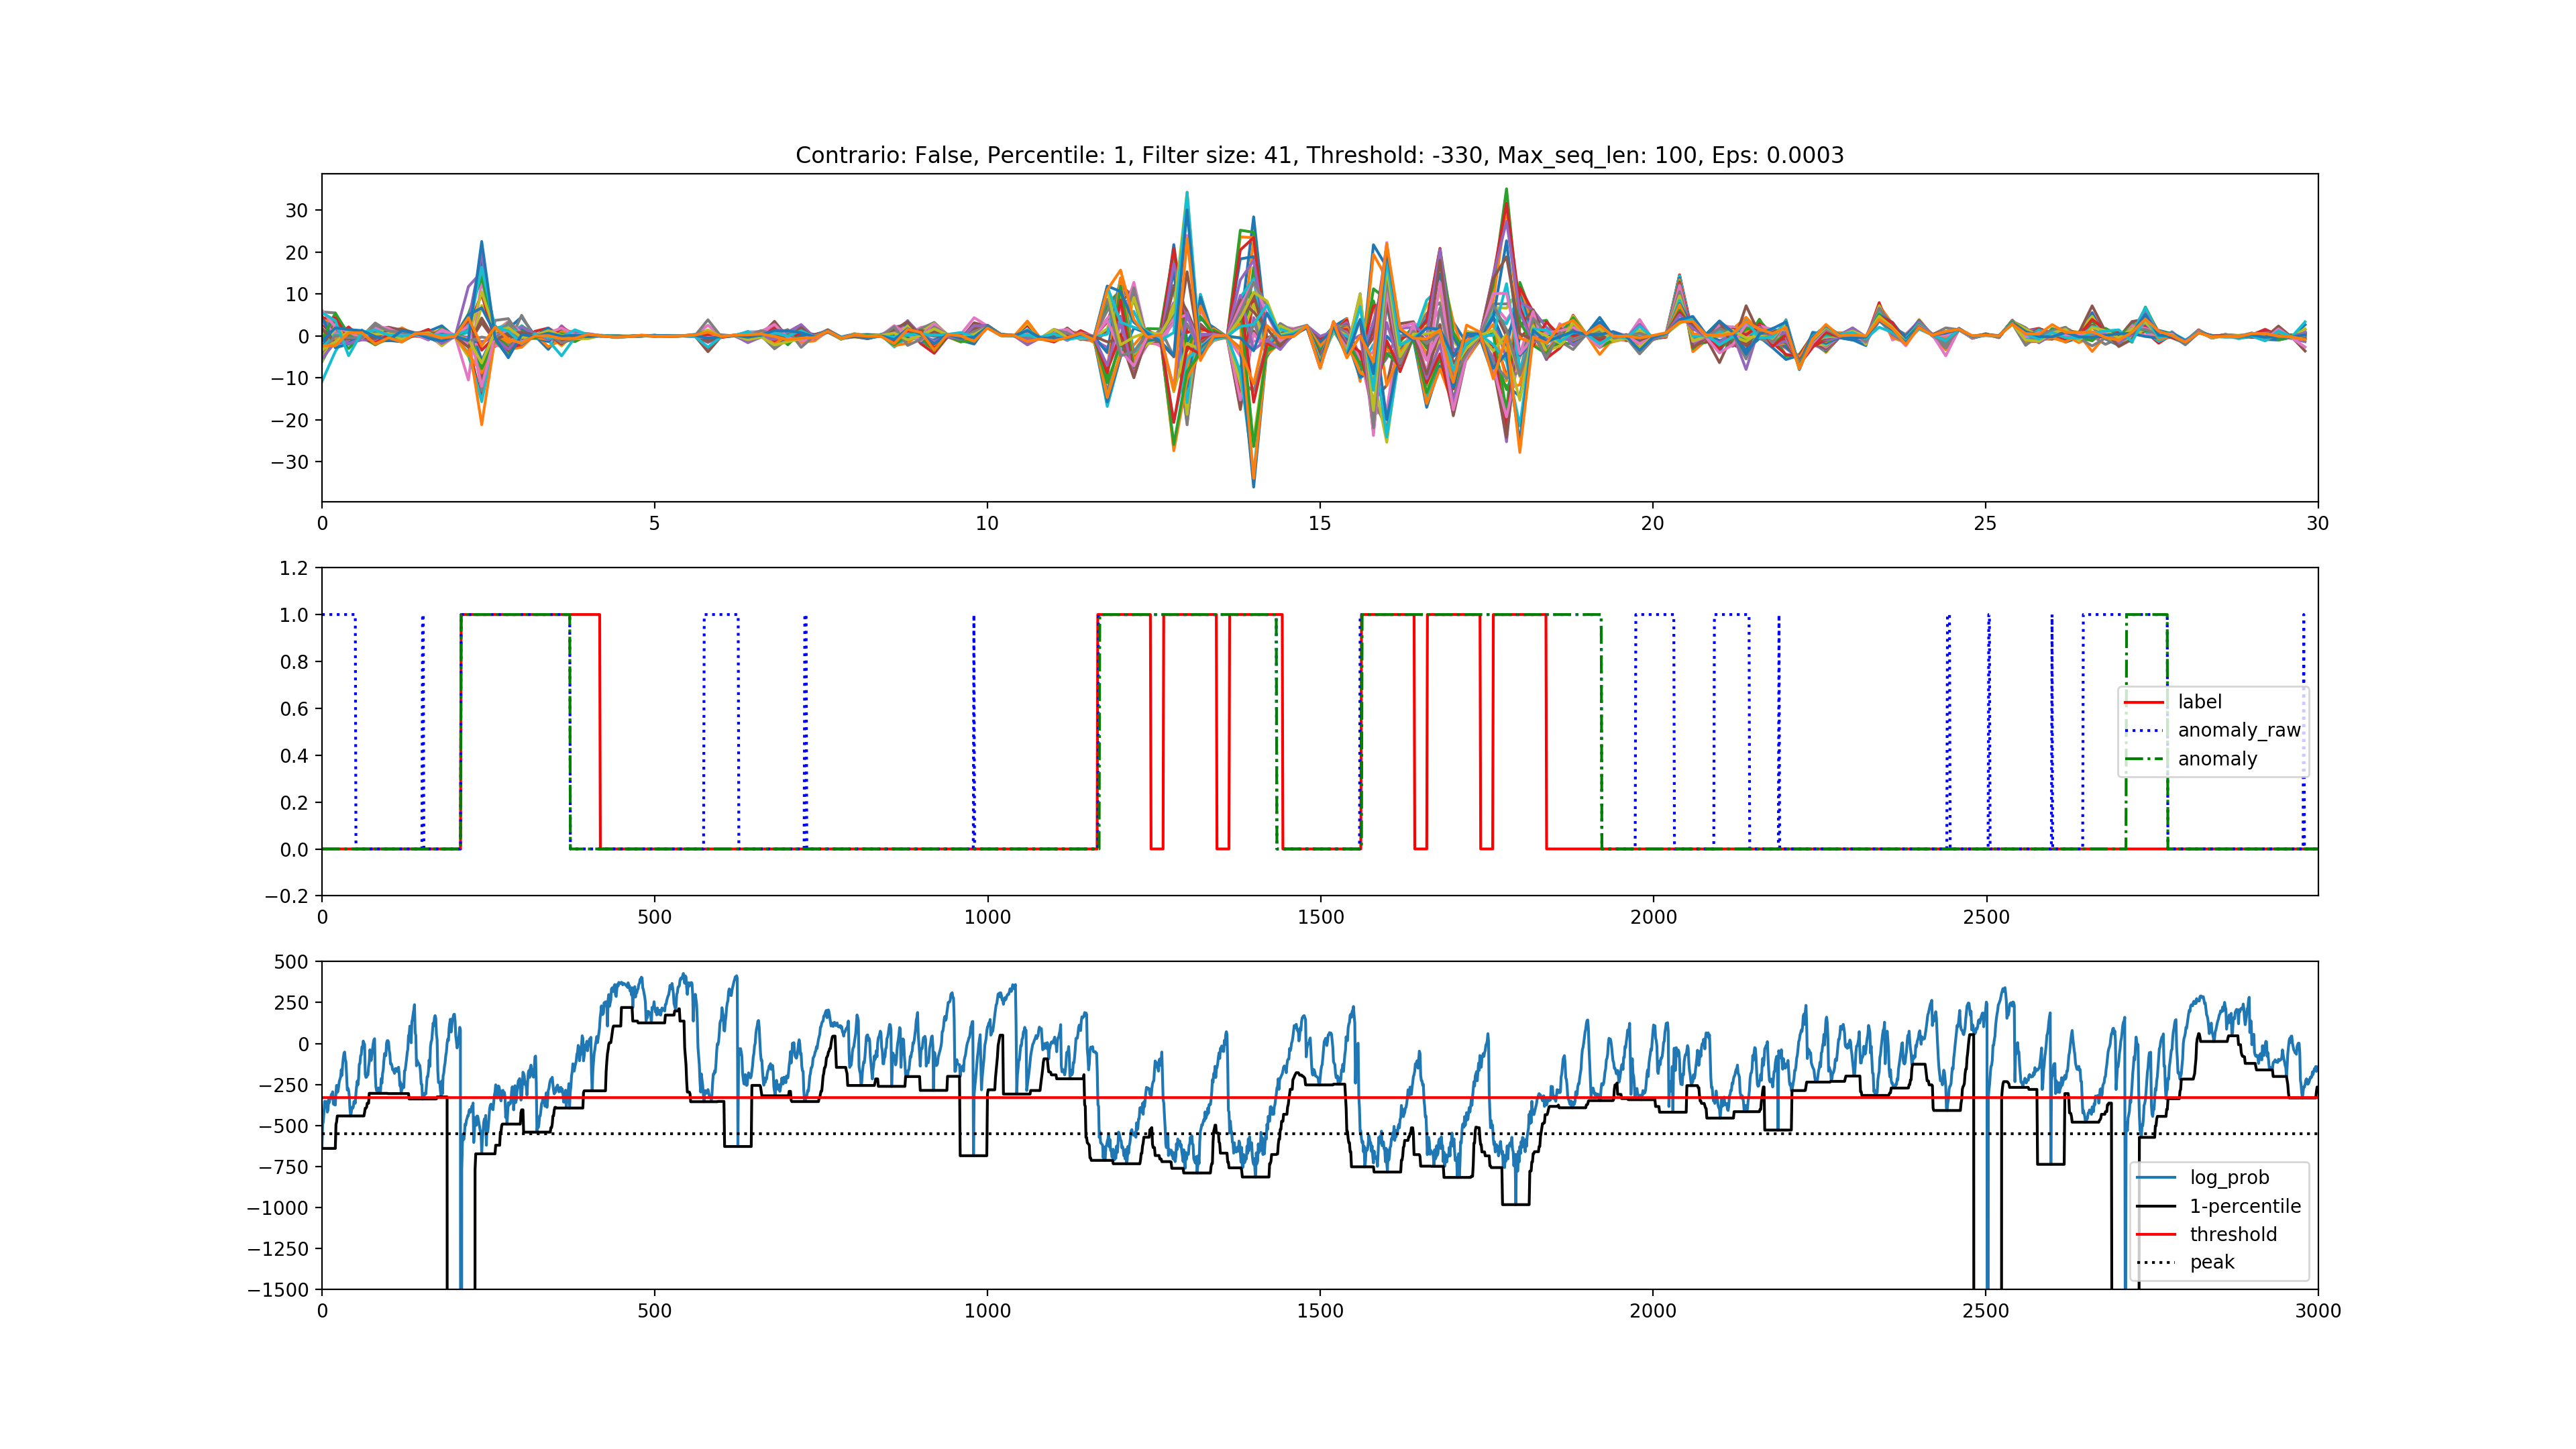 Contrario: False, Percentile: 1, Filter size: 41, Threshold: -330, Max_seq_len: 100, Eps: 0.0003
30
20
10
0
−10
−20
−30
0 5 10 15 20 25 30
1.2
1.0
0.8
0.6
0.4
0.2
0.0
−0.2
label
anomaly_raw
anomaly
0 500 1000 1500 2000 2500
500
250
0
−250
−500
−750
−1000
−1250
−1500
log_prob
1-percentile
threshold
peak
0 500 1000 1500 2000 2500 3000